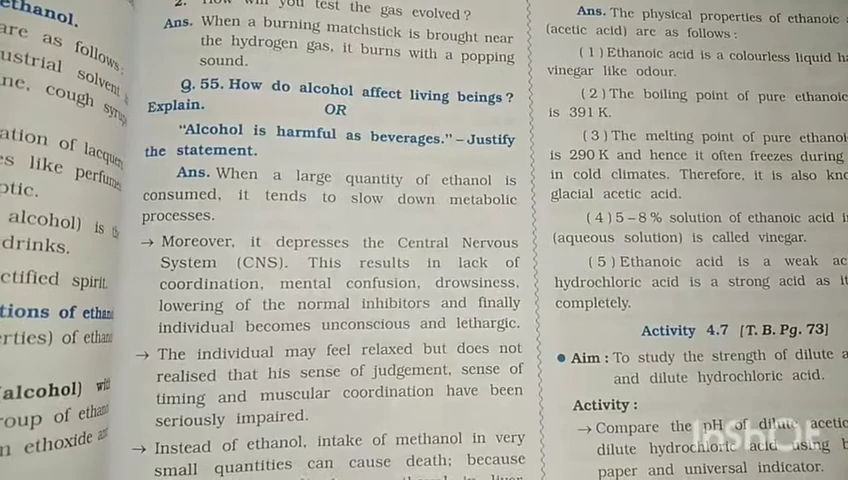 ethanol.
are as follows:
ustrial solvent
ne, cough syrup
ation of lacquers
es like perfumes
otic.
alcohol) is th
drinks.
ctified spirit.
tions of ethan
erties) of ethan
(alcohol) with
roup of ethan
n ethoxide
2. How will you test the gas evolved?
Ans. When a burning matchstick is brought near
the hydrogen gas, it burns with a popping
sound.
Q. 55. How do alcohol affect living beings?
Explain.
OR
"Alcohol is harmful as beverages." – Justify
the statement.
Ans. When a large quantity of ethanol is
consumed, it tends to slow down metabolic
processes.
→ Moreover, it depresses the Central Nervous
System (CNS). This results in lack of
coordination, mental confusion, drowsiness,
lowering of the normal inhibitors and finally
individual becomes unconscious and lethargic.
→ The individual may feel relaxed but does not
realised that his sense of judgement, sense of
timing and muscular coordination have been
seriously impaired.
→ Instead of ethanol, intake of methanol in very
small quantities can cause death; because
Ans. The physical properties of ethanoic a
(acetic acid) are as follows :
(1) Ethanoic acid is a colourless liquid ha
vinegar like odour.
(2) The boiling point of pure ethanoic
is 391 K.
(3) The melting point of pure ethanoi
is 290 K and hence it often freezes during
in cold climates. Therefore, it is also kno
glacial acetic acid.
(4) 5 – 8% solution of ethanoic acid i
(aqueous solution) is called vinegar.
(5) Ethanoic acid is a weak ac
hydrochloric acid is a strong acid as it
completely.
Activity 4.7 [T. B. Pg. 73]
● Aim : To study the strength of dilute a
and dilute hydrochloric acid.
Activity :
→ Compare the pH of dilute acetic
dilute hydrochloric acid using b
paper and universal indicator.
InShOt